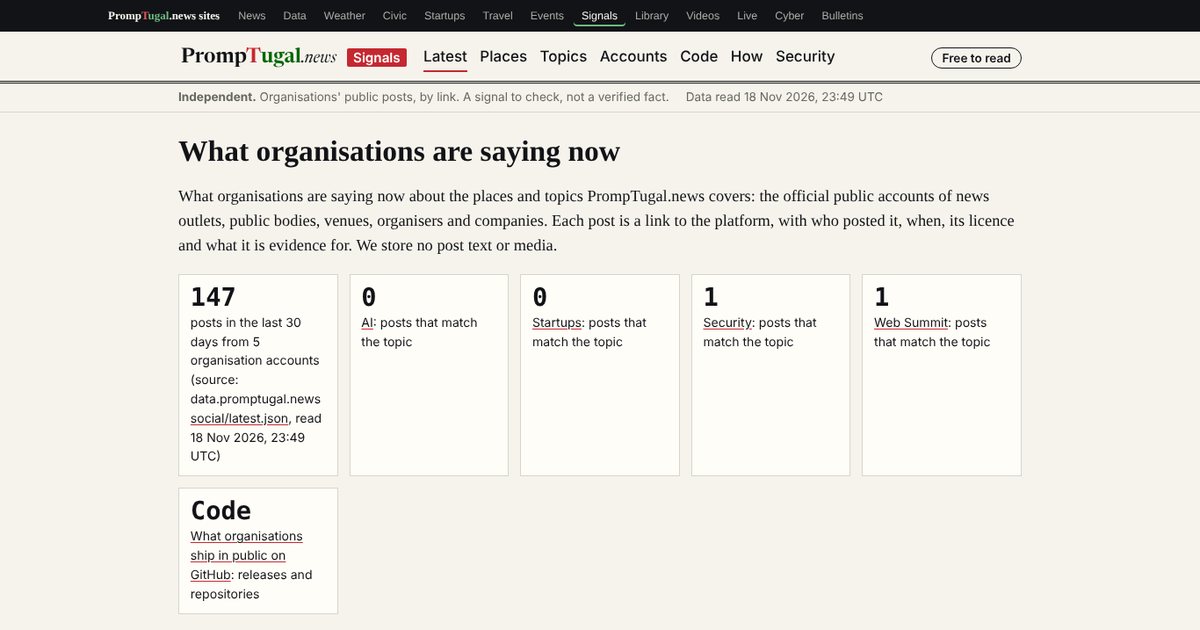 PrompTugal.news sites News Data Weather Civic Startups Travel Events Signals Library Videos Live Cyber Bulletins
PrompTugal.news Signals Latest Places Topics Accounts Code How Security Free to read
Independent. Organisations' public posts, by link. A signal to check, not a verified fact. Data read 18 Nov 2026, 23:49 UTC
What organisations are saying now
What organisations are saying now about the places and topics PrompTugal.news covers: the official public accounts of news
outlets, public bodies, venues, organisers and companies. Each post is a link to the platform, with who posted it, when, its licence
and what it is evidence for. We store no post text or media.
147
posts in the last 30
days from 5
organisation accounts
(source:
data.promptugal.news
social/latest.json, read
18 Nov 2026, 23:49
UTC)
0
AI: posts that match
the topic
0
Startups: posts that
match the topic
1
Security: posts that
match the topic
1
Web Summit: posts
that match the topic
Code
What organisations
ship in public on
GitHub: releases and
repositories